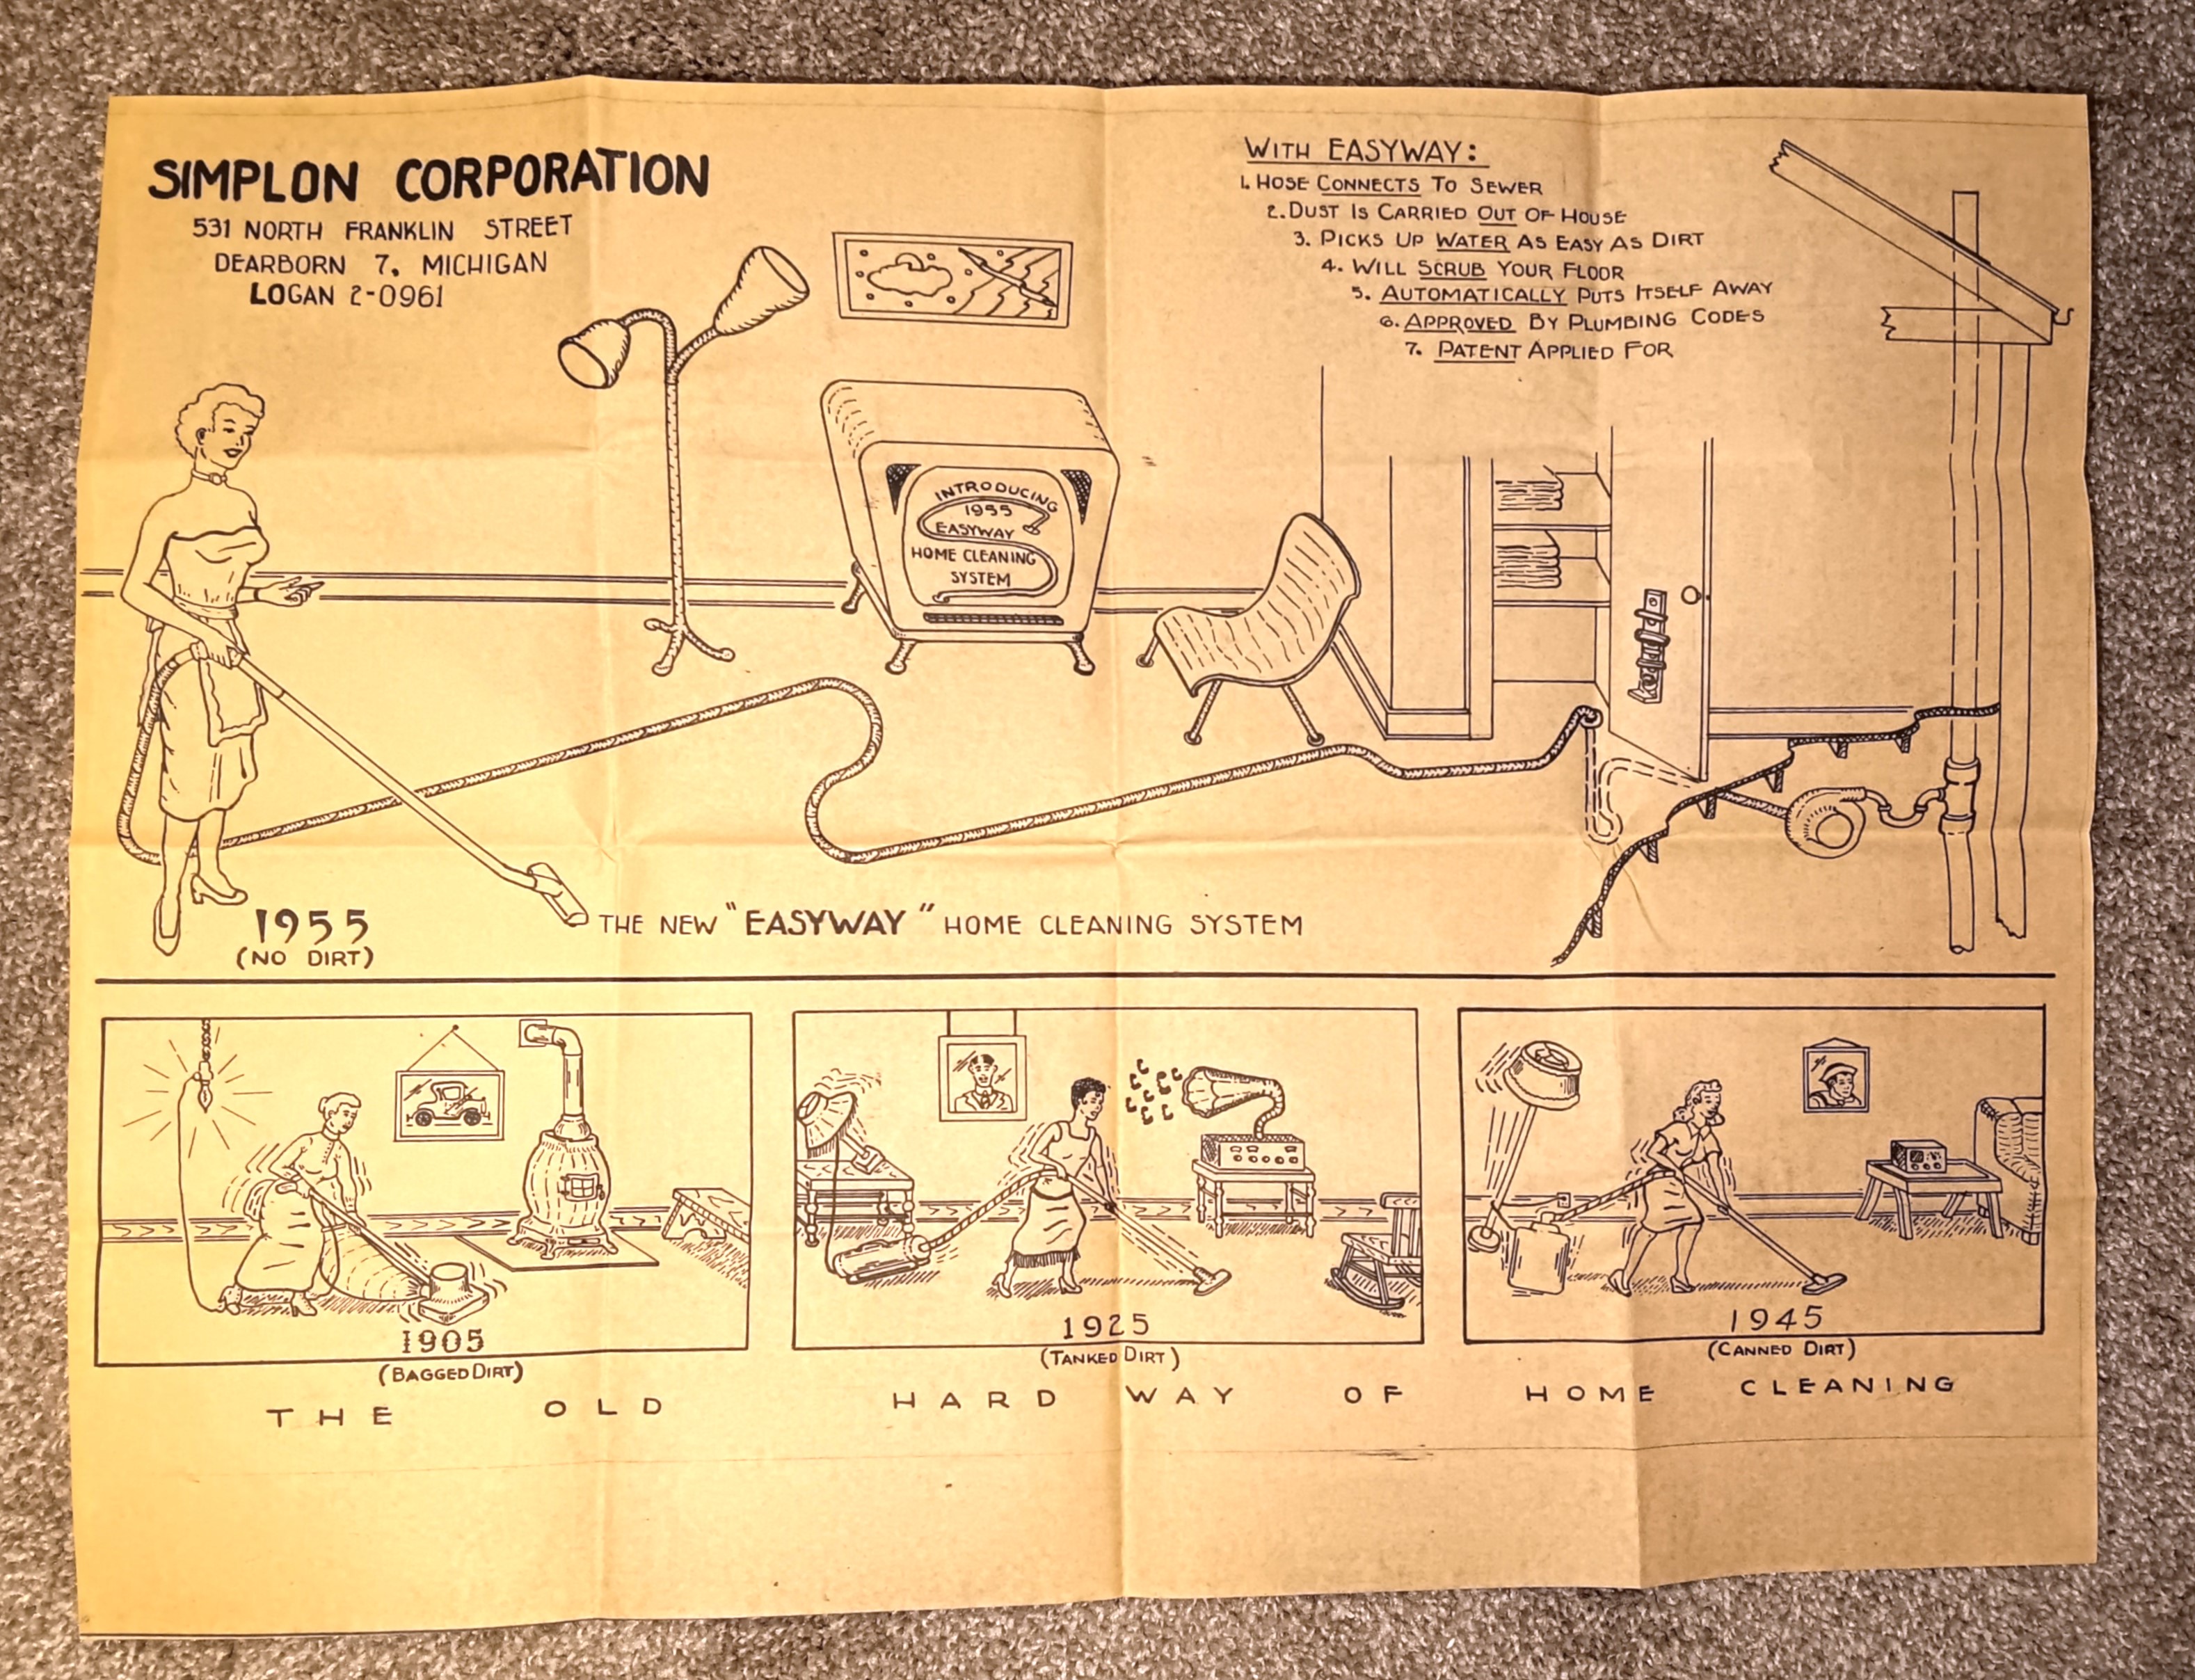 SIMPLON CORPORATION
531 NORTH FRANKLIN STREET
DEARBORN 7, MICHIGAN
LOGAN 2-0961
WITH EASYWAY:
1. HOSE CONNECTS TO SEWER
2. DUST IS CARRIED OUT OF HOUSE
3. PICKS UP WATER AS EASY AS DIRT
4. WILL SCRUB YOUR FLOOR
5. AUTOMATICALLY PUTS ITSELF AWAY
6. APPROVED BY PLUMBING CODES
7. PATENT APPLIED FOR
INTRODUCING
1955
EASYWAY
HOME CLEANING
SYSTEM
1955
(NO DIRT)
THE NEW "EASYWAY" HOME CLEANING SYSTEM
1905
(BAGGED DIRT)
1925
(TANKED DIRT)
1945
(CANNED DIRT)
THE OLD HARD WAY OF HOME CLEANING